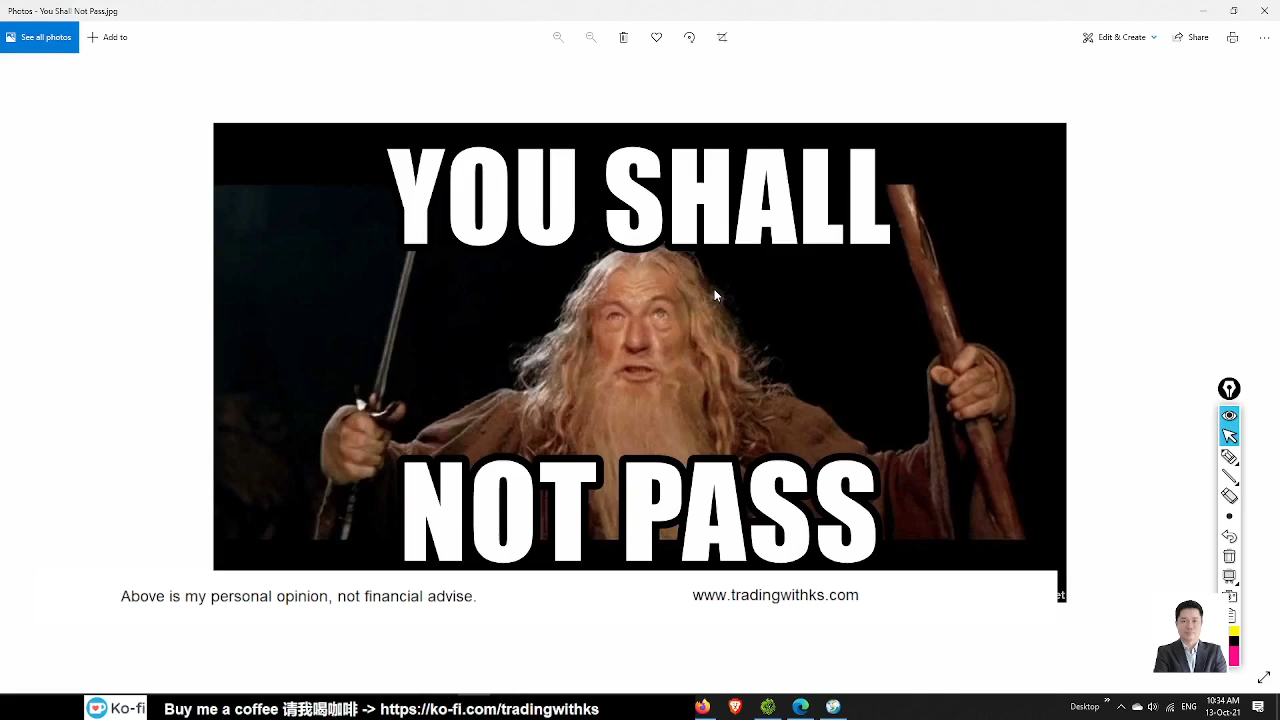 Photos - You Shall Not Pass.jpg
See all photos
Add to
Edit & Create
Share
YOU SHALL
NOT PASS
Above is my personal opinion, not financial advise.
www.tradingwithks.com
et
Ko-fi
Buy me a coffee 请我喝咖啡 -> https://ko-fi.com/tradingwithks
Desktop
ENG
10:34 AM
13-Oct-21